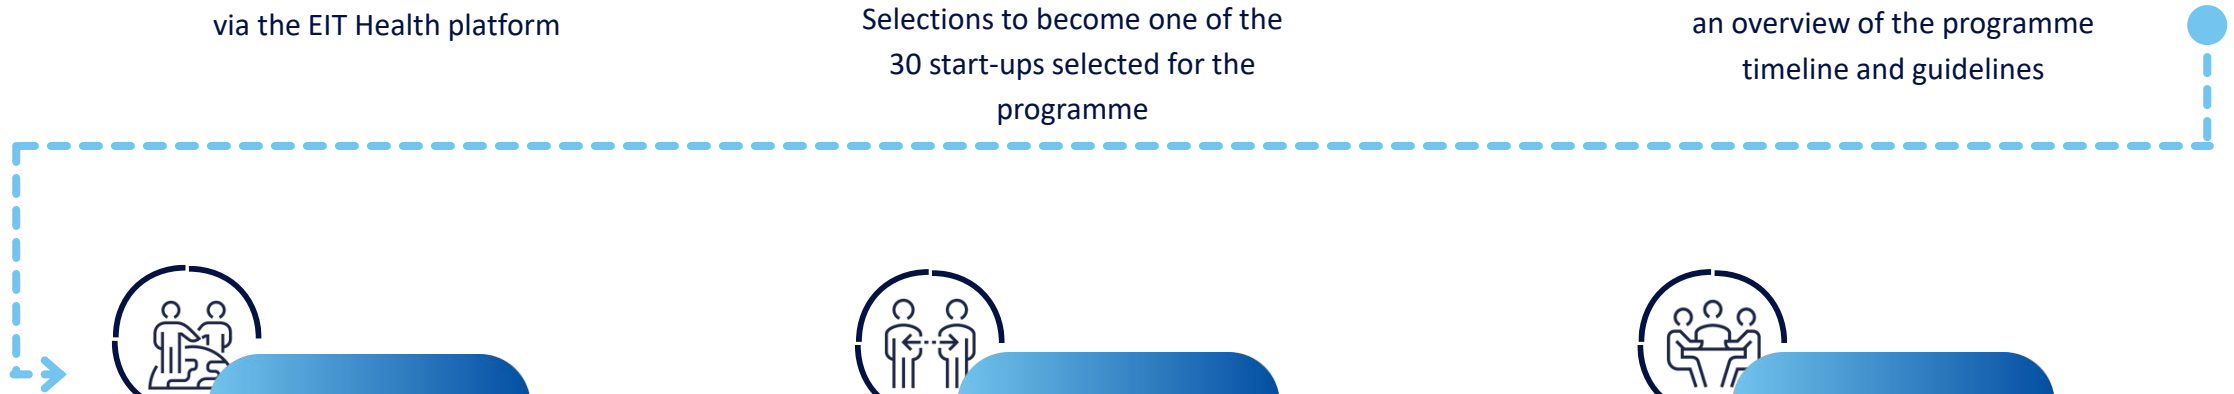 via the EIT Health platform
Selections to become one of the
30 start-ups selected for the
programme
an overview of the programme
timeline and guidelines